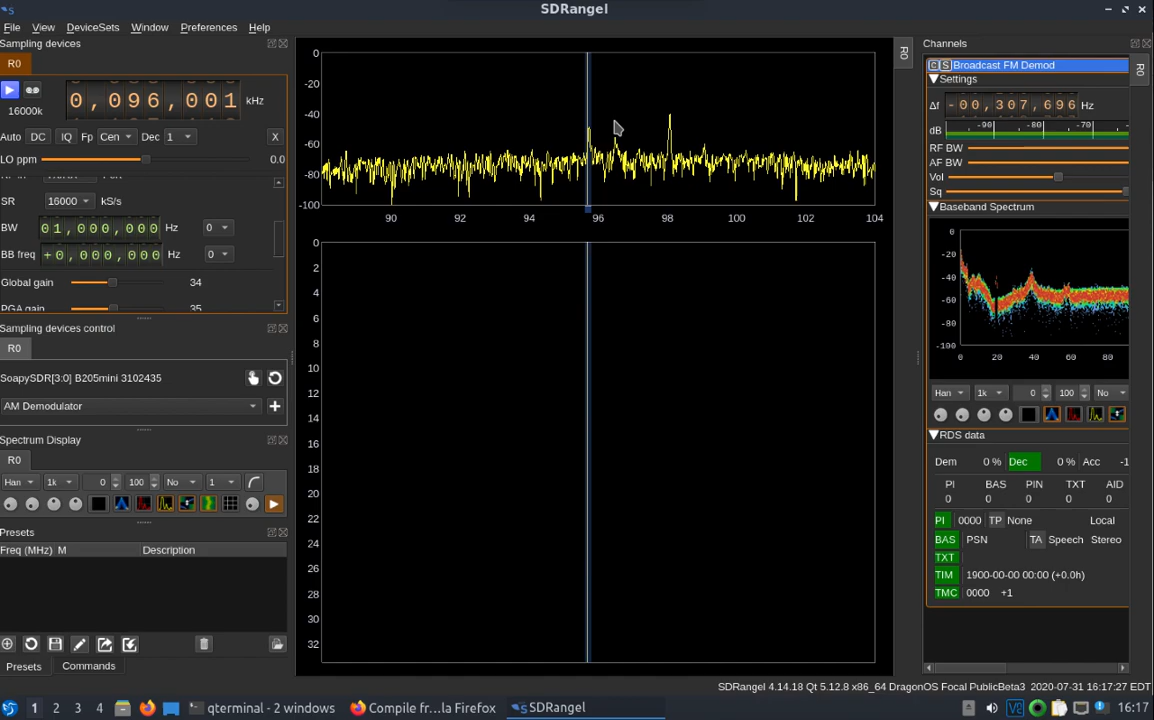 SDRangel
File View DeviceSets Window Preferences Help
Sampling devices
R0
16000k
0,096,001 kHz
Auto DC IQ Fp Cen Dec 1 X
LO ppm 0.0
SR 16000 kS/s
BW 01,000,000 Hz 0
BB freq +0,000,000 Hz 0
Global gain 34
PGA gain 35
Sampling devices control
R0
SoapySDR[3:0] B205mini 3102435
AM Demodulator
Spectrum Display
R0
Han 1k 0 100 No 1
Presets
Freq (MHz) M Description
Presets Commands
0
-20
-40
-60
-80
-100
90 92 94 96 98 100 102 104
0
2
4
6
8
10
12
14
16
18
20
22
24
26
28
30
32
R0
Channels
R0
C S Broadcast FM Demod
Settings
Δf -00,307,696 Hz
dB -90 -80 -70
RF BW
AF BW
Vol
Sq
Baseband Spectrum
0
-20
-40
-60
-80
-100
0 20 40 60 80
Han 1k 0 100 No
RDS data
Dem 0 % Dec 0 % Acc -1
PI BAS PIN TXT AID
0 0 0 0 0
PI 0000 TP None Local
BAS PSN TA Speech Stereo
TXT
TIM 1900-00-00 00:00 (+0.0h)
TMC 0000 +1
SDRangel 4.14.18 Qt 5.12.8 x86_64 DragonOS Focal PublicBeta3 2020-07-31 16:17:27 EDT
1 2 3 4 qterminal - 2 windows Compile fr…la Firefox SDRangel 16:17